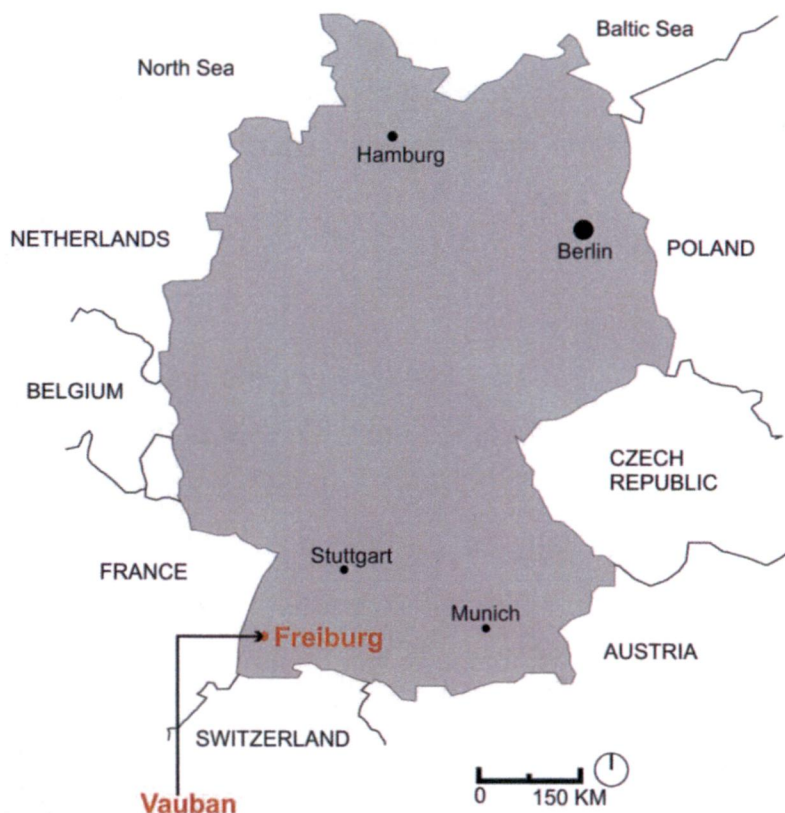 Baltic Sea
North Sea
Hamburg
NETHERLANDS
Berlin
POLAND
BELGIUM
CZECH
REPUBLIC
FRANCE
Stuttgart
Munich
Freiburg
AUSTRIA
SWITZERLAND
Vauban
0 150 KM